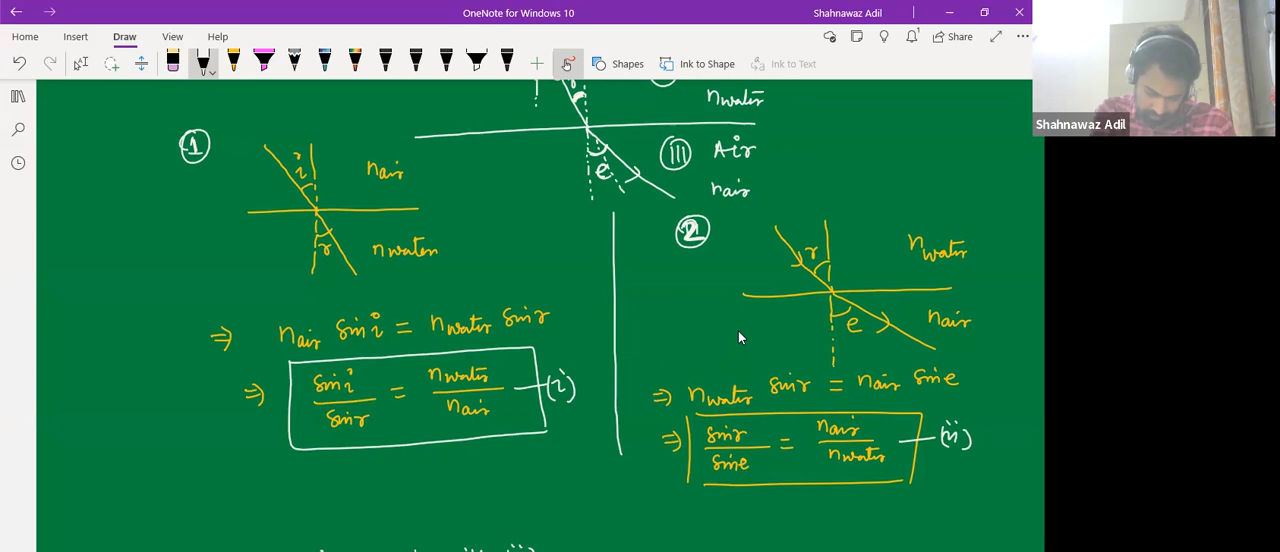 OneNote for Windows 10
Shahnawaz Adil
Home Insert Draw View Help
Share
Shapes
Ink to Shape
Ink to Text
Shahnawaz Adil
nwater
(iii) Air
nair
e
(1)
i
nair
r
nwater
⇒ nair sin i = nwater sin r
⇒ sin i / sin r = nwater / nair —(i)
(2)
r
nwater
e
nair
⇒ nwater sin r = nair sin e
⇒ sin r / sin e = nair / nwater —(ii)